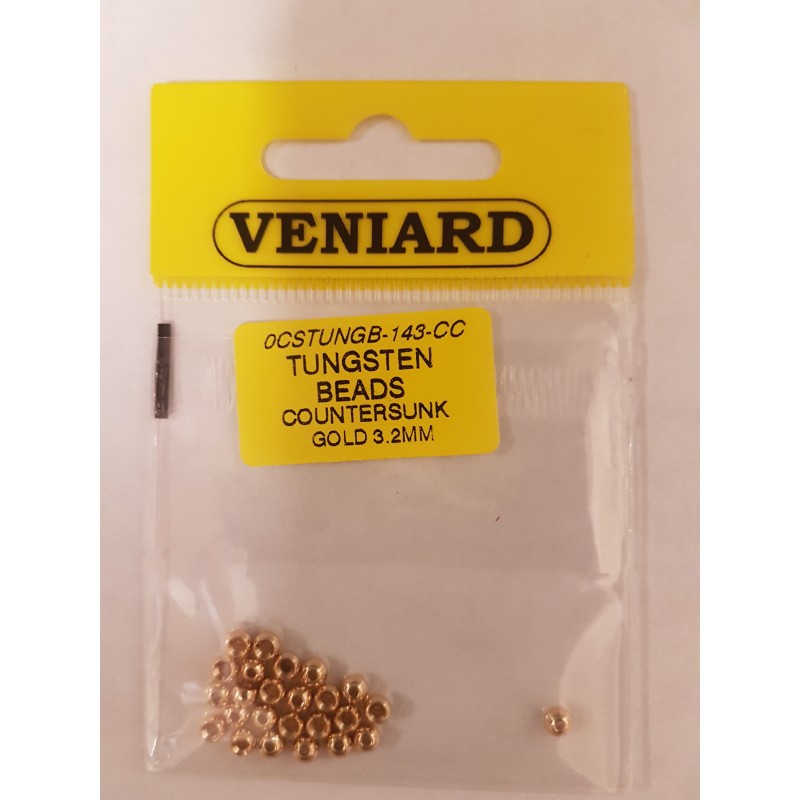 VENIARD
0CSTUNGB-143-CC
TUNGSTEN
BEADS
COUNTERSUNK
GOLD 3.2MM